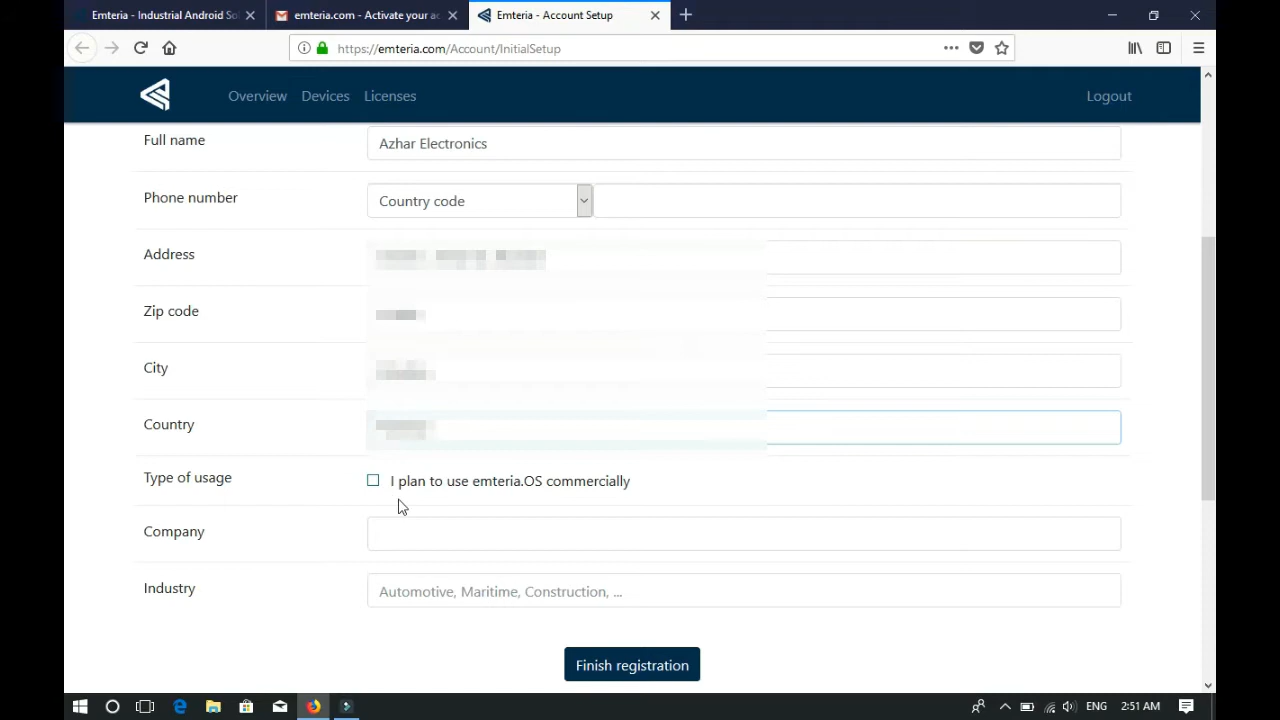 Emteria - Industrial Android So
emteria.com - Activate your ac
Emteria - Account Setup
https://emteria.com/Account/InitialSetup
Overview
Devices
Licenses
Logout
Full name
Azhar Electronics
Phone number
Country code
Address
Zip code
City
Country
Type of usage
I plan to use emteria.OS commercially
Company
Industry
Automotive, Maritime, Construction, ...
Finish registration
ENG
2:51 AM